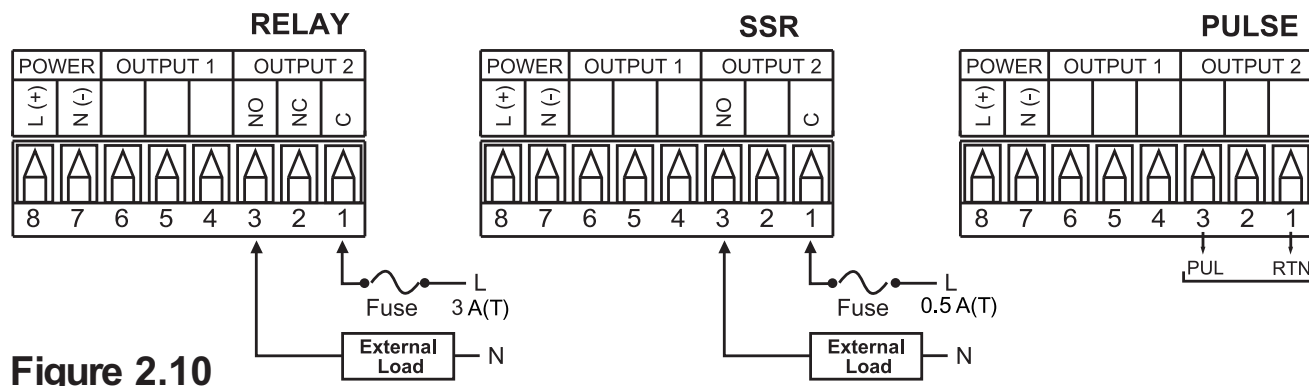 RELAY
SSR
PULSE
POWER OUTPUT 1 OUTPUT 2
L (+) N (-) NO NC C
8 7 6 5 4 3 2 1
Fuse
L
3 A(T)
External
Load
N
POWER OUTPUT 1 OUTPUT 2
L (+) N (-) NO C
8 7 6 5 4 3 2 1
Fuse
L
0.5 A(T)
External
Load
N
POWER OUTPUT 1 OUTPUT 2
L (+) N (-)
8 7 6 5 4 3 2 1
PUL RTN
Figure 2.10